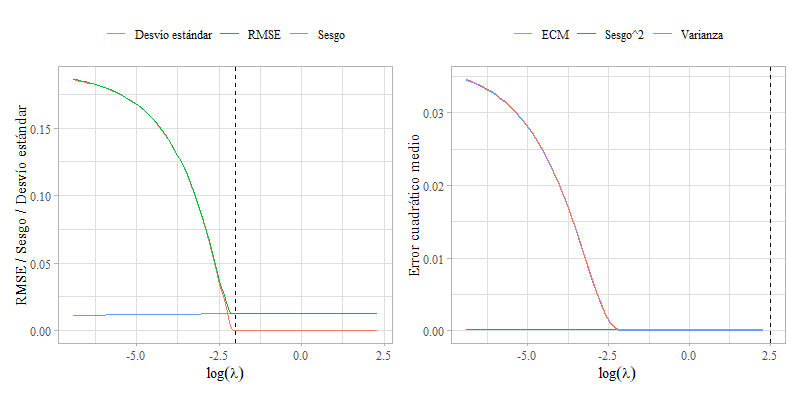 Desvío estándar RMSE Sesgo
RMSE / Sesgo / Desvío estándar
0.15
0.10
0.05
0.00
-5.0 -2.5 0.0 2.5
log(λ)
ECM Sesgo^2 Varianza
Error cuadrático medio
0.03
0.02
0.01
0.00
-5.0 -2.5 0.0 2.5
log(λ)